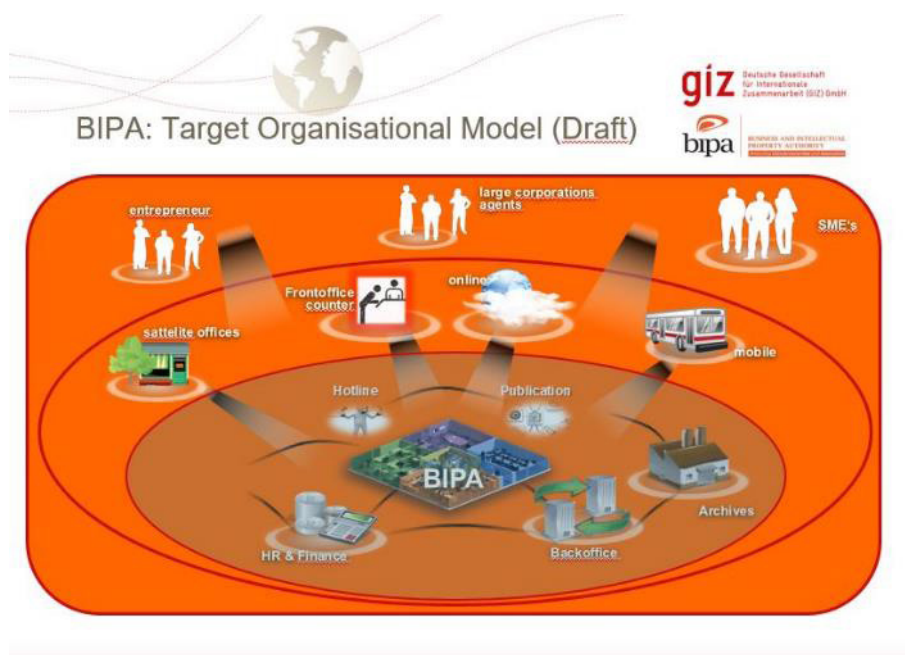 giz Deutsche Gesellschaft
für Internationale
Zusammenarbeit (GIZ) GmbH
BIPA: Target Organisational Model (Draft)
bipa BUSINESS AND INTELLECTUAL
PROPERTY AUTHORITY
entrepreneur
large corporations
agents
SME's
Frontoffice
counter
online
sattelite offices
mobile
Hotline
Publication
BIPA
Archives
HR & Finance
Backoffice